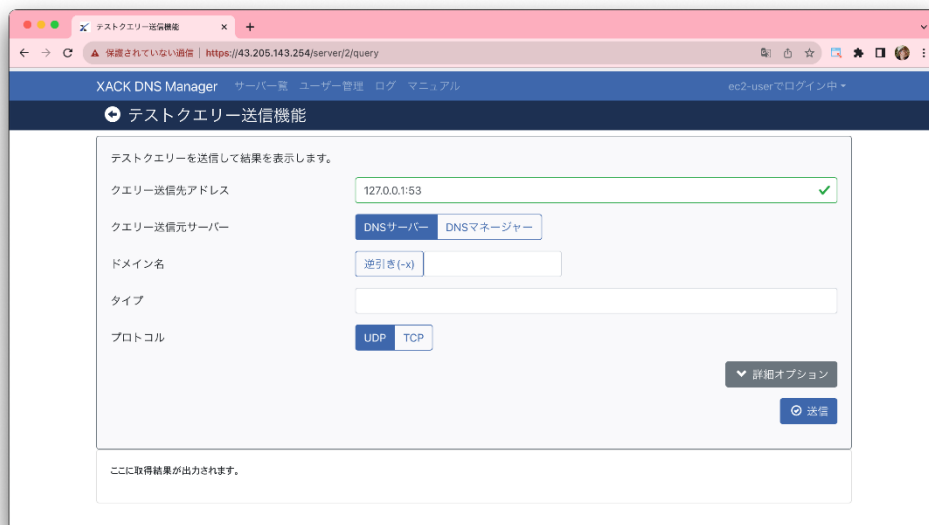 テストクエリー送信機能
保護されていない通信 | https://43.205.143.254/server/2/query
XACK DNS Manager サーバ一覧 ユーザー管理 ログ マニュアル ec2-userでログイン中
テストクエリー送信機能
テストクエリーを送信して結果を表示します。
クエリー送信先アドレス 127.0.0.1:53
クエリー送信元サーバー DNSサーバー DNSマネージャー
ドメイン名 逆引き(-x)
タイプ
プロトコル UDP TCP
詳細オプション
送信
ここに取得結果が出力されます。